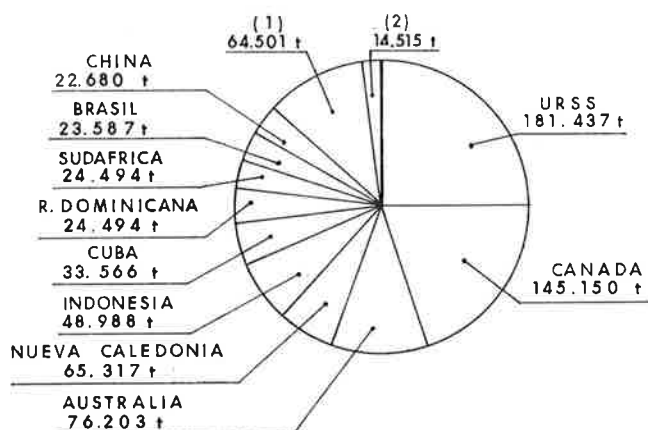 (1)
64.501 t
(2)
14.515 t
CHINA
22.680 t
BRASIL
23.587 t
SUDAFRICA
24.494 t
R. DOMINICANA
24.494 t
CUBA
33.566 t
INDONESIA
48.988 t
NUEVA CALEDONIA
65.317 t
AUSTRALIA
76.203 t
URSS
181.437 t
CANADA
145.150 t